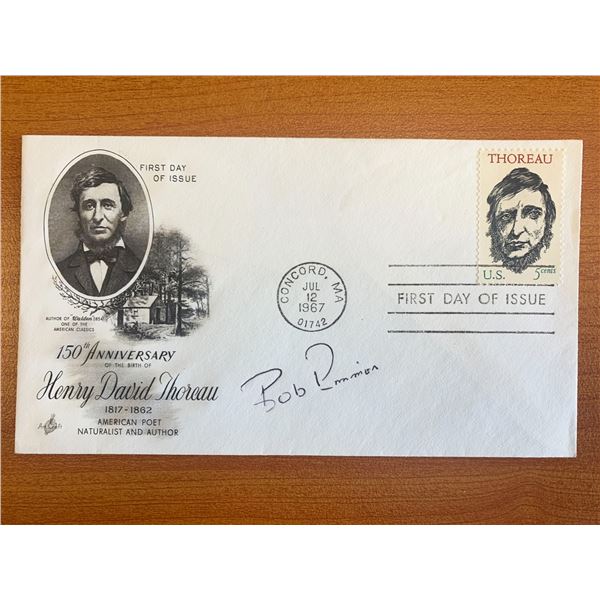 FIRST DAY
OF ISSUE
THOREAU
U.S. 5 cents
CONCORD, MA
JUL
12
1967
01742
FIRST DAY OF ISSUE
AUTHOR OF Walden (1854)
ONE OF THE
AMERICAN CLASSICS
150th ANNIVERSARY
OF THE BIRTH OF
Henry David Thoreau
1817-1862
AMERICAN POET
NATURALIST AND AUTHOR
ArtCraft
Bob